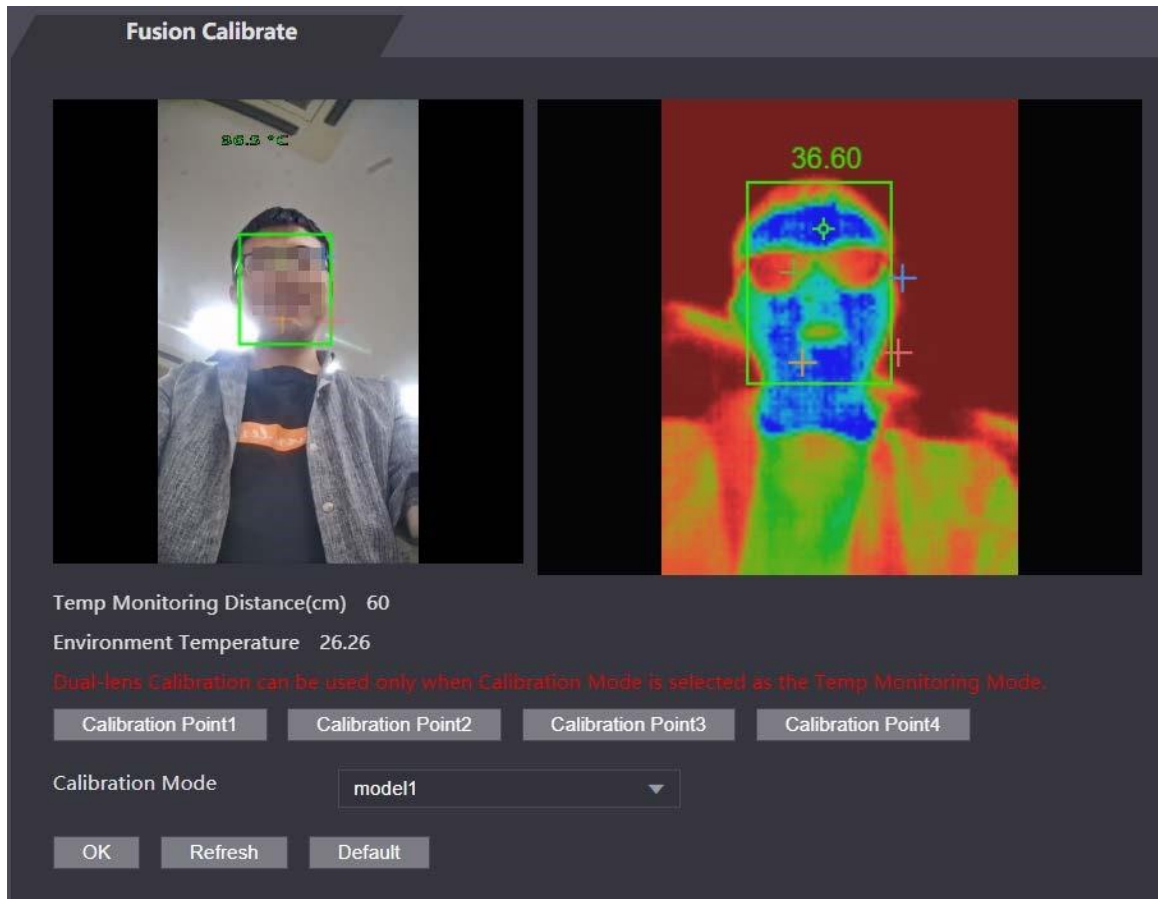 Fusion Calibrate
36.60
Temp Monitoring Distance(cm) 60
Environment Temperature 26.26
Dual-lens Calibration can be used only when Calibration Mode is selected as the Temp Monitoring Mode.
Calibration Point1 Calibration Point2 Calibration Point3 Calibration Point4
Calibration Mode model1
OK Refresh Default